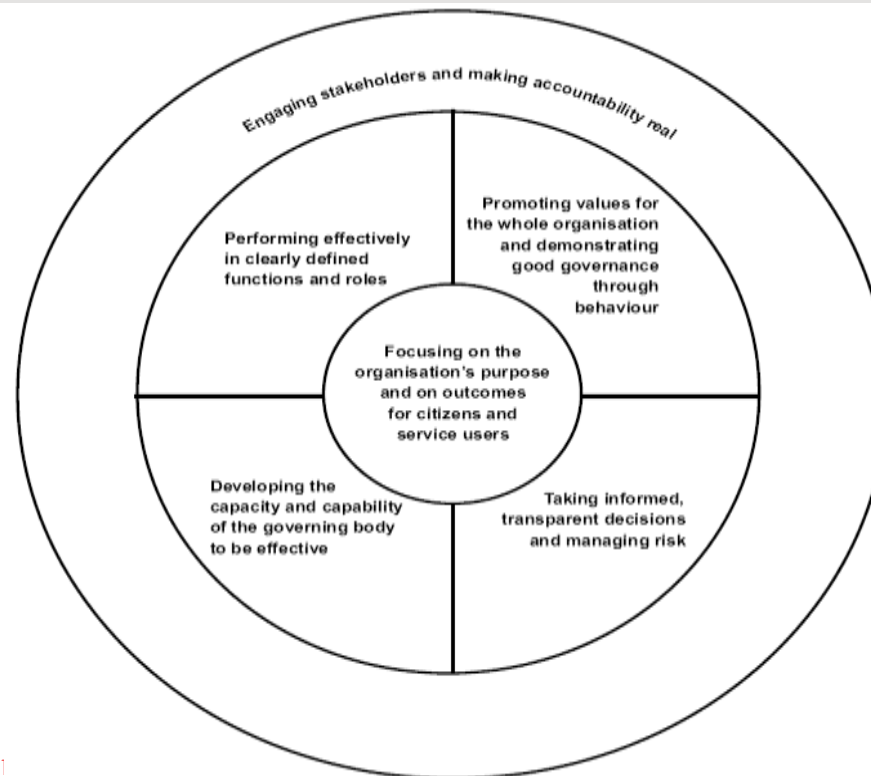 Engaging stakeholders and making accountability real
Performing effectively
in clearly defined
functions and roles
Promoting values for
the whole organisation
and demonstrating
good governance
through
behaviour
Focusing on the
organisation's purpose
and on outcomes
for citizens and
service users
Developing the
capacity and capability
of the governing body
to be effective
Taking informed,
transparent decisions
and managing risk